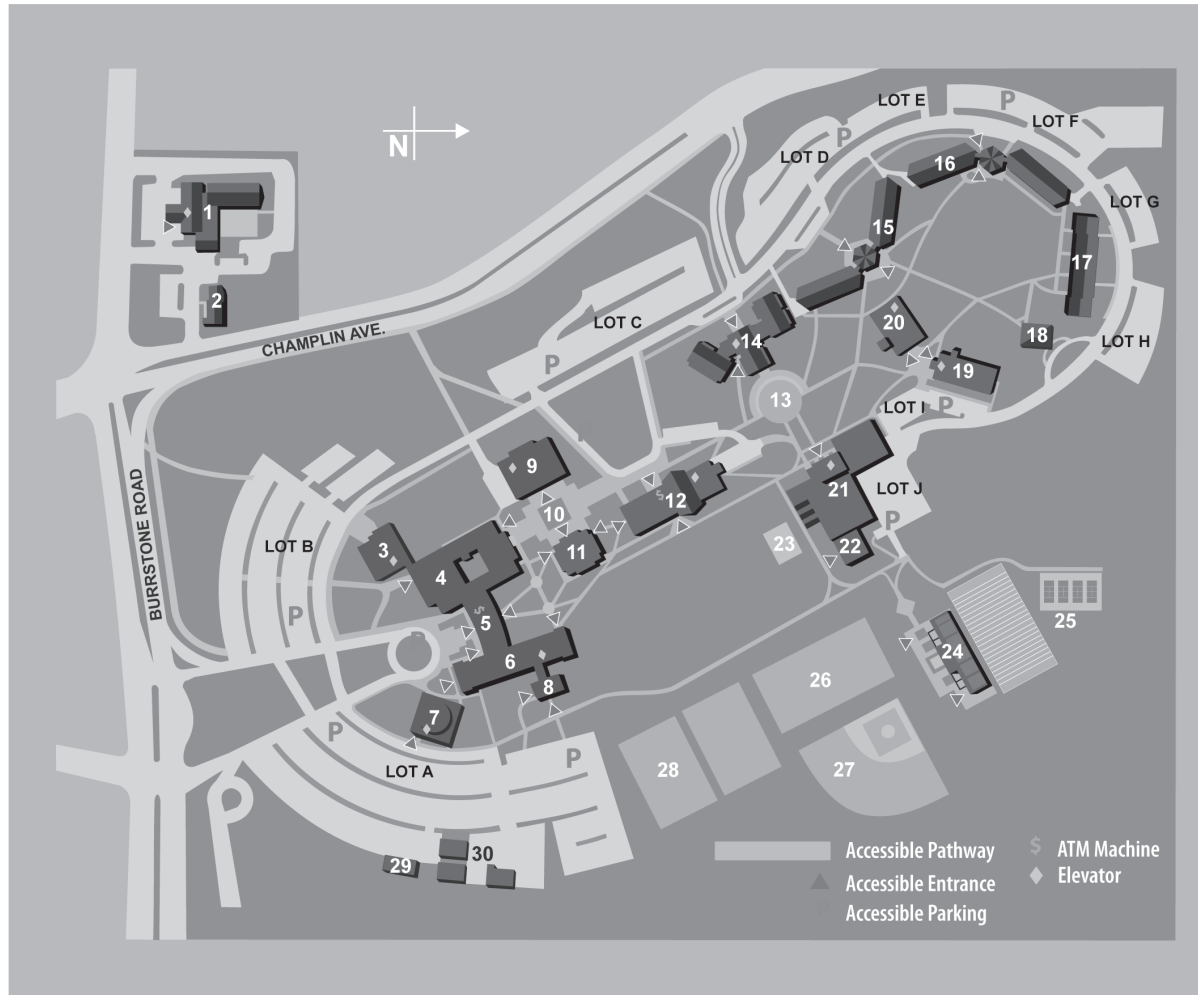 LOT E
P
LOT F
P
N
LOT D
16
1
15
LOT G
17
2
LOT C
20
18
CHAMPLIN AVE.
14
LOT H
P
19
13
LOT I
P
BURRSTONE ROAD
P
9
21
LOT J
$
12
10
P
LOT B
3
11
23
22
4
25
P
$
5
P
24
6
26
8
7
P
28
27
P
LOT A
30
29
Accessible Pathway
Accessible Entrance
P Accessible Parking
$ ATM Machine
Elevator